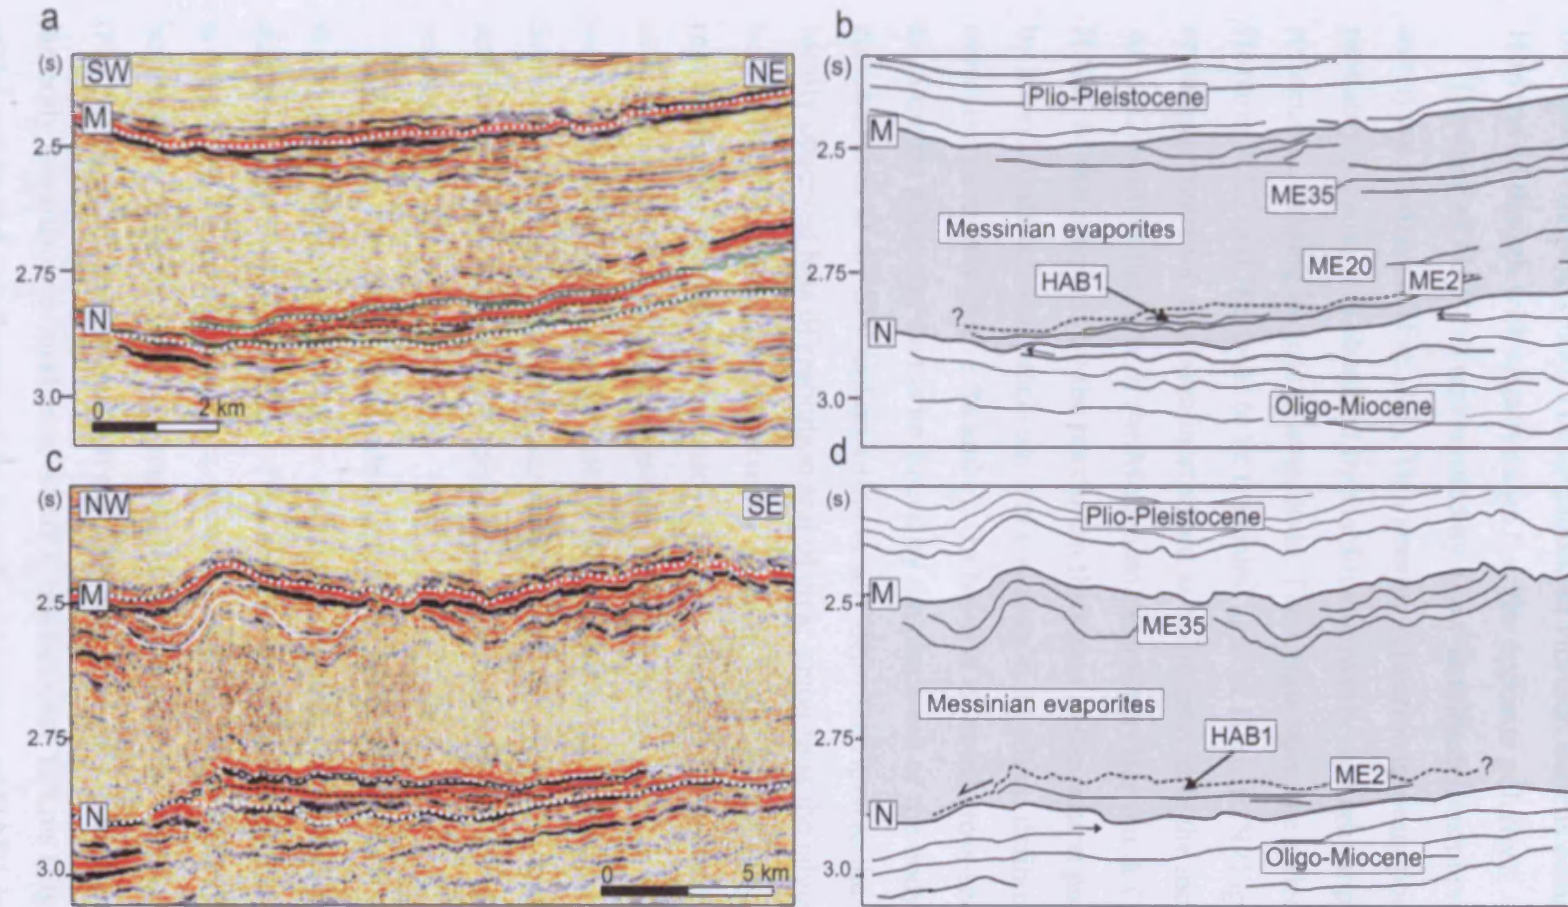 a
(s)
SW
NE
M
2.5
2.75
N
3.0
0 2 km
b
(s)
Plio-Pleistocene
M
2.5
ME35
Messinian evaporites
ME20
2.75
HAB1
ME2
?
N
3.0
Oligo-Miocene
c
(s)
NW
SE
M
2.5
2.75
N
3.0
0 5 km
d
(s)
Plio-Pleistocene
M
2.5
ME35
Messinian evaporites
2.75
HAB1
ME2
?
N
3.0
Oligo-Miocene